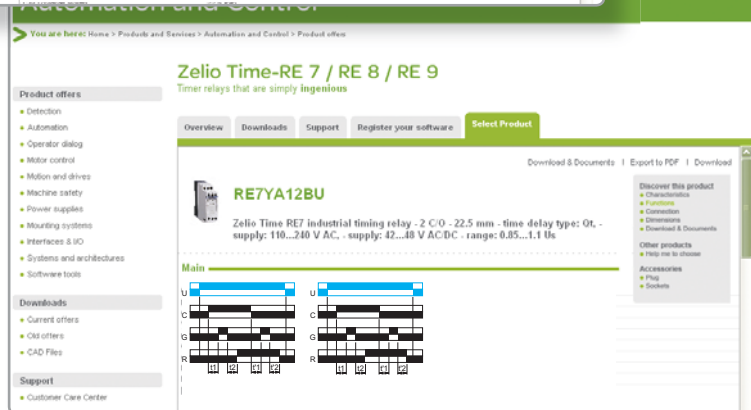 Automation and Control
You are here: Home > Products and Services > Automation and Control > Product offers
Zelio Time-RE 7 / RE 8 / RE 9
Timer relays that are simply ingenious
Product offers
Detection
Automation
Operator dialog
Motor control
Motion and drives
Machine safety
Power supplies
Mounting systems
Interfaces & I/O
Systems and architectures
Software tools
Downloads
Current offers
Old offers
CAD Files
Support
Customer Care Center
Overview Downloads Support Register your software Select Product
Download & Documents | Export to PDF | Download
RE7YA12BU
Zelio Time RE7 industrial timing relay - 2 C/O - 22.5 mm - time delay type: Qt, -
supply: 110...240 V AC, - supply: 42...48 V AC/DC - range: 0.85...1.1 Us
Discover this product
Characteristics
Functions
Connection
Dimensions
Download & Documents
Other products
Help me to choose
Accessories
Plug
Sockets
Main
U U
C C
G G
R R
t1 t2 t'1 t'2 t1 t2 t'1 t'2